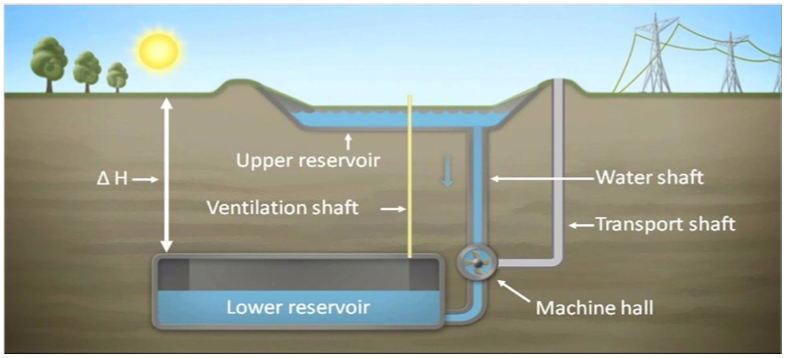 Upper reservoir
Δ H
Water shaft
Ventilation shaft
Transport shaft
Lower reservoir
Machine hall